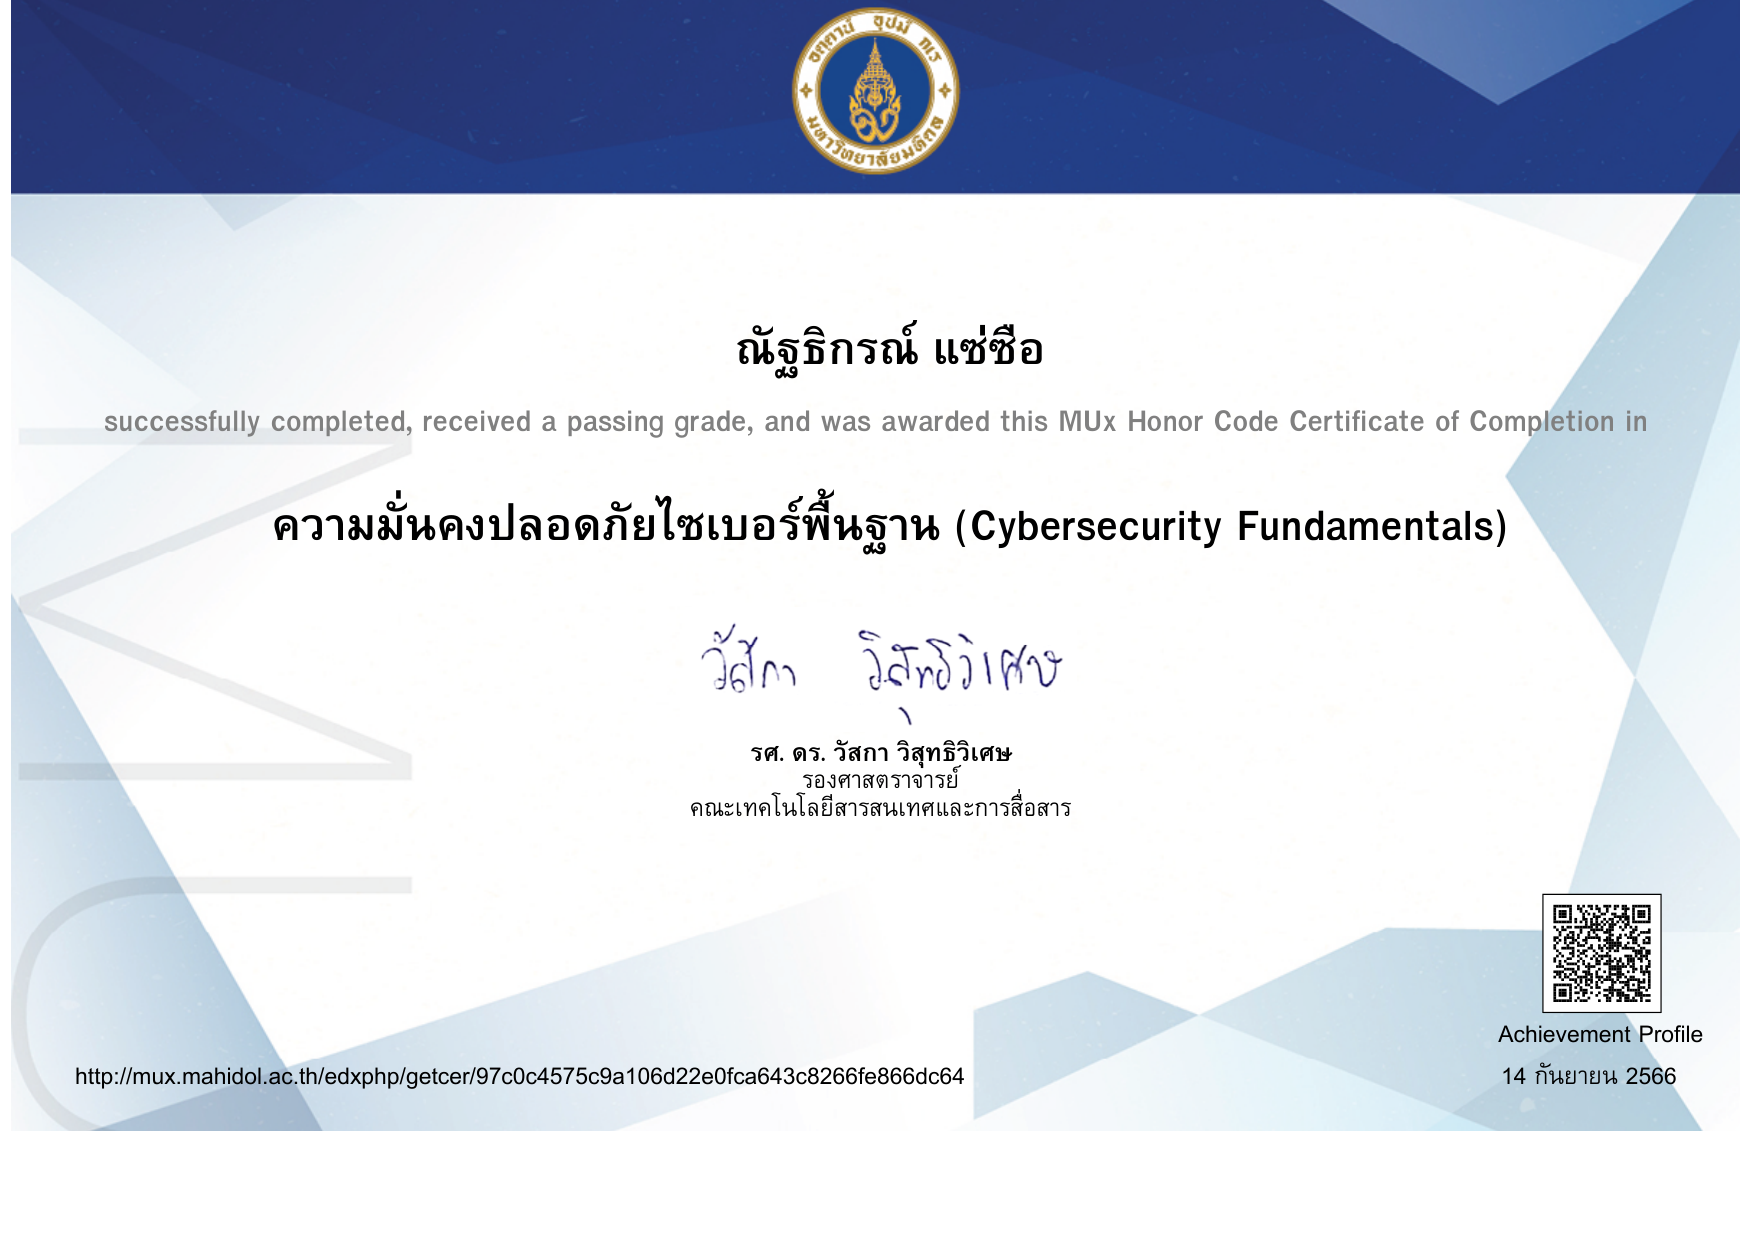 อตฺตานํ อุปมํ กเร
มหาวิทยาลัยมหิดล
ณัฐธิกรณ์ แซ่ซือ
successfully completed, received a passing grade, and was awarded this MUx Honor Code Certificate of Completion in
ความมั่นคงปลอดภัยไซเบอร์พื้นฐาน (Cybersecurity Fundamentals)
วัสกา วิสุทธิวิเศษ
รศ. ดร. วัสกา วิสุทธิวิเศษ
รองศาสตราจารย์
คณะเทคโนโลยีสารสนเทศและการสื่อสาร
Achievement Profile
http://mux.mahidol.ac.th/edxphp/getcer/97c0c4575c9a106d22e0fca643c8266fe866dc64
14 กันยายน 2566